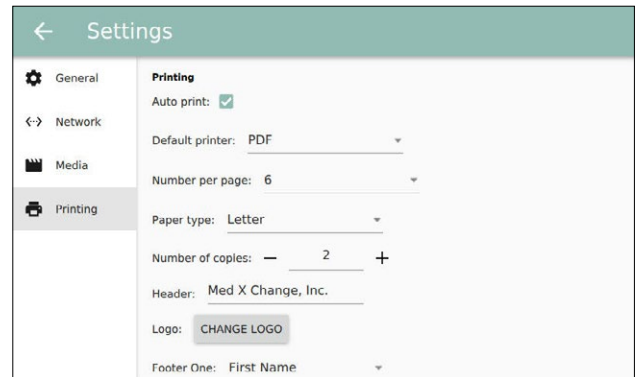 Settings
General
Network
Media
Printing
Printing
Auto print:
Default printer: PDF
Number per page: 6
Paper type: Letter
Number of copies: — 2 +
Header: Med X Change, Inc.
Logo: CHANGE LOGO
Footer One: First Name